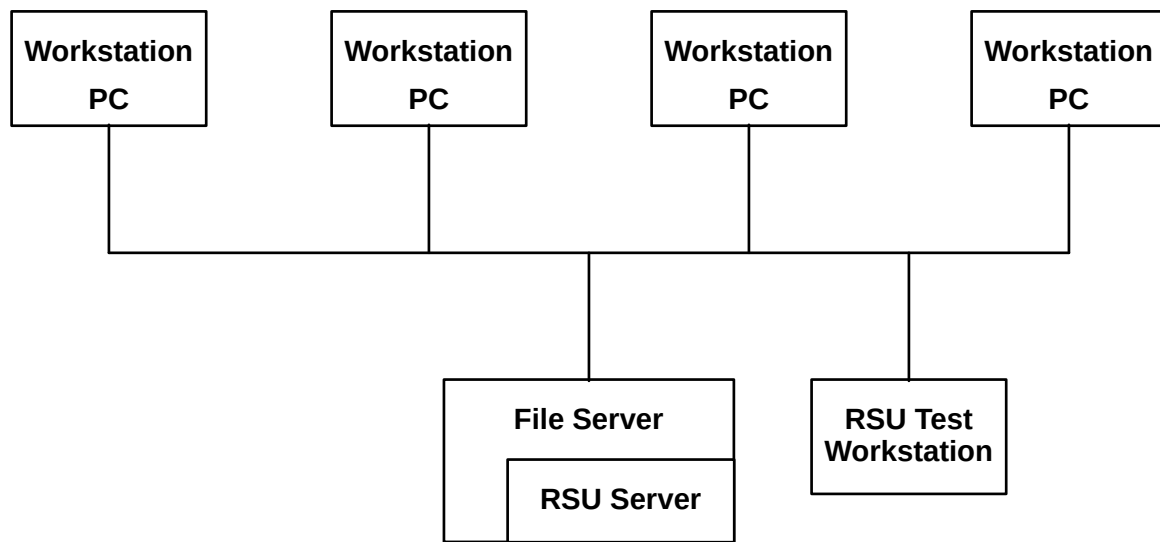 Workstation
PC
Workstation
PC
Workstation
PC
Workstation
PC
File Server
RSU Server
RSU Test
Workstation